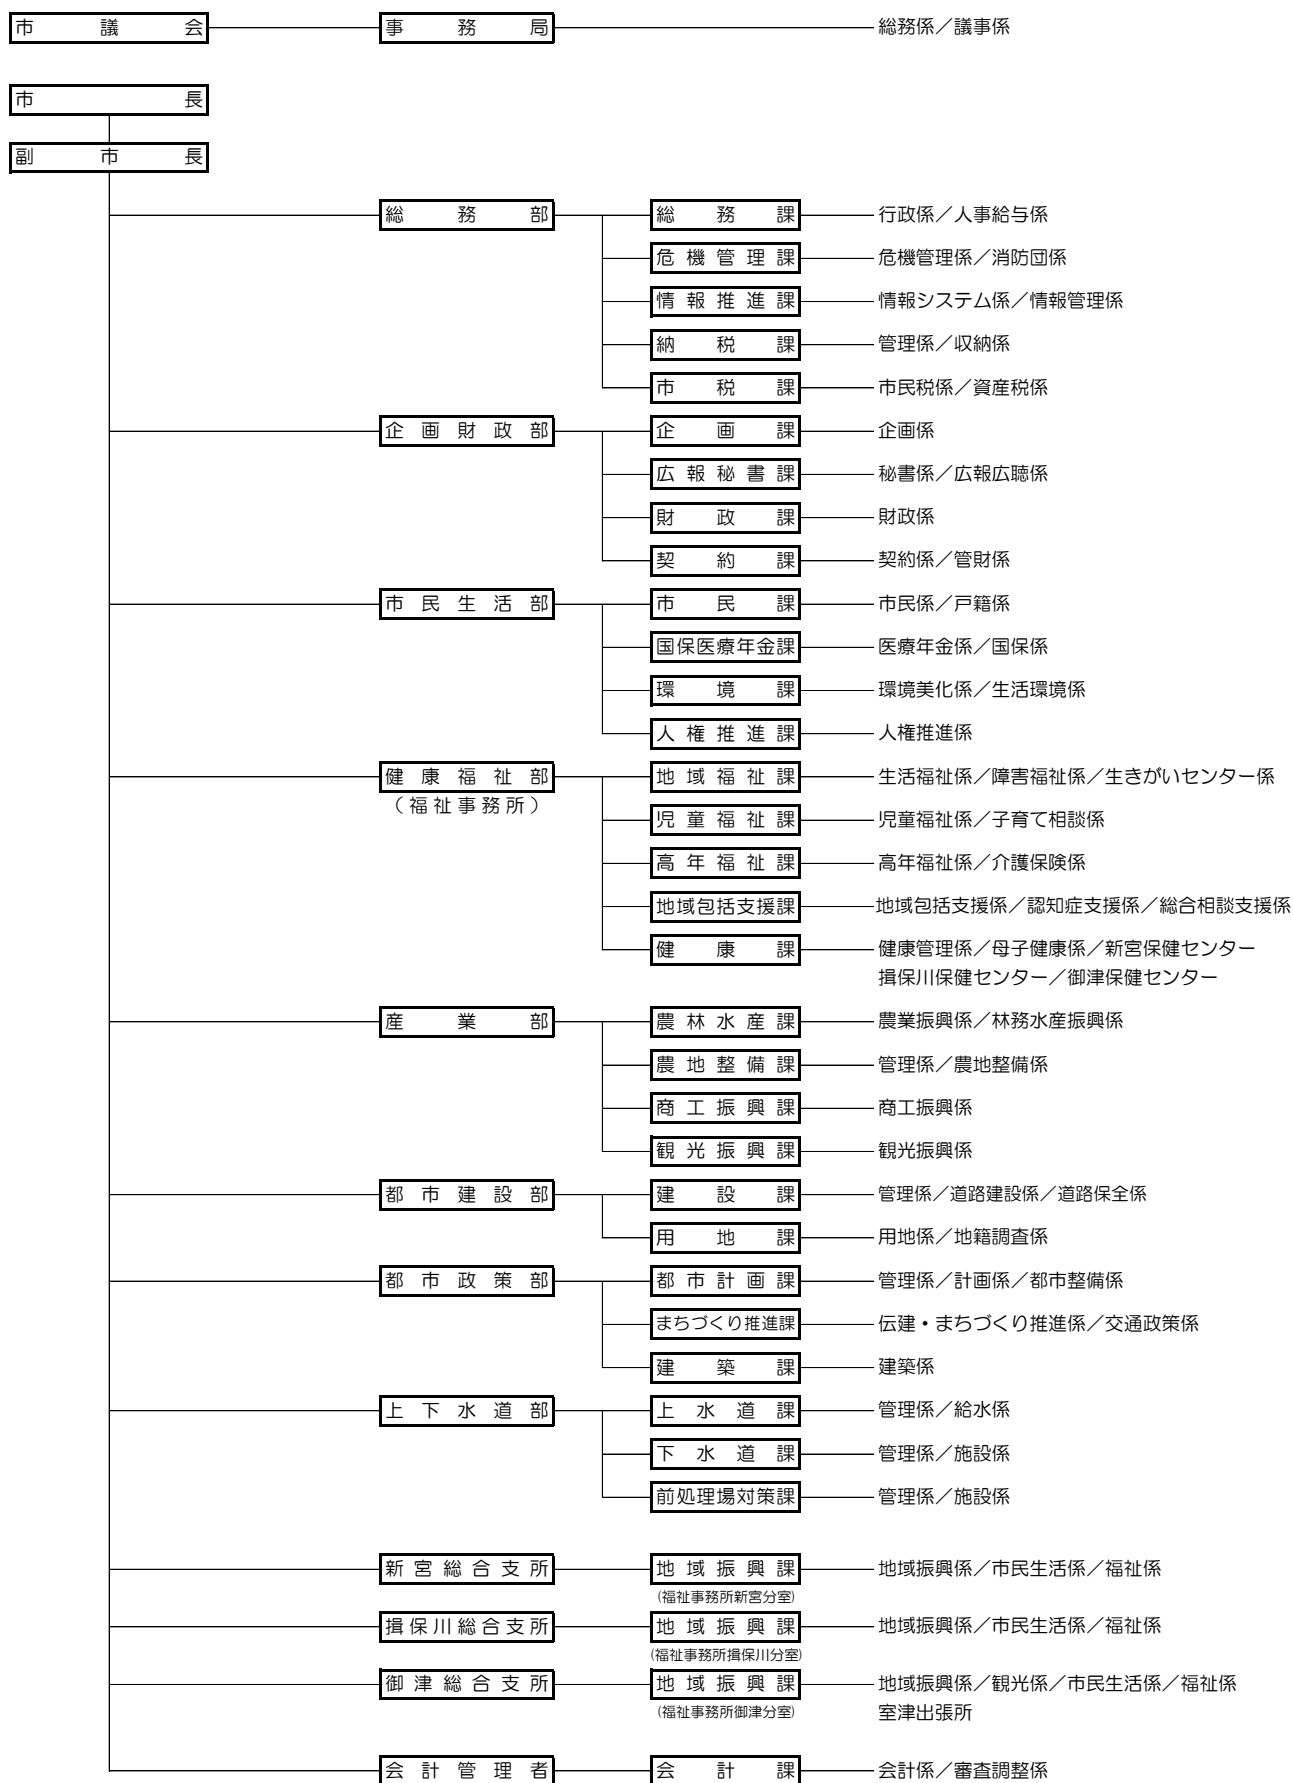 市議会 事務局 総務係／議事係
市長
副市長
総務部 総務課 行政係／人事給与係
危機管理課 危機管理係／消防団係
情報推進課 情報システム係／情報管理係
納税課 管理係／収納係
市税課 市民税係／資産税係
企画財政部 企画課 企画係
広報秘書課 秘書係／広報広聴係
財政課 財政係
契約課 契約係／管財係
市民生活部 市民課 市民係／戸籍係
国保医療年金課 医療年金係／国保係
環境課 環境美化係／生活環境係
人権推進課 人権推進係
健康福祉部 地域福祉課 生活福祉係／障害福祉係／生きがいセンター係
（福祉事務所）
児童福祉課 児童福祉係／子育て相談係
高年福祉課 高年福祉係／介護保険係
地域包括支援課 地域包括支援係／認知症支援係／総合相談支援係
健康課 健康管理係／母子健康係／新宮保健センター
揖保川保健センター／御津保健センター
産業部 農林水産課 農業振興係／林務水産振興係
農地整備課 管理係／農地整備係
商工振興課 商工振興係
観光振興課 観光振興係
都市建設部 建設課 管理係／道路建設係／道路保全係
用地課 用地係／地籍調査係
都市政策部 都市計画課 管理係／計画係／都市整備係
まちづくり推進課 伝建・まちづくり推進係／交通政策係
建築課 建築係
上下水道部 上水道課 管理係／給水係
下水道課 管理係／施設係
前処理場対策課 管理係／施設係
新宮総合支所 地域振興課 地域振興係／市民生活係／福祉係
(福祉事務所新宮分室)
揖保川総合支所 地域振興課 地域振興係／市民生活係／福祉係
(福祉事務所揖保川分室)
御津総合支所 地域振興課 地域振興係／観光係／市民生活係／福祉係
(福祉事務所御津分室) 室津出張所
会計管理者 会計課 会計係／審査調整係